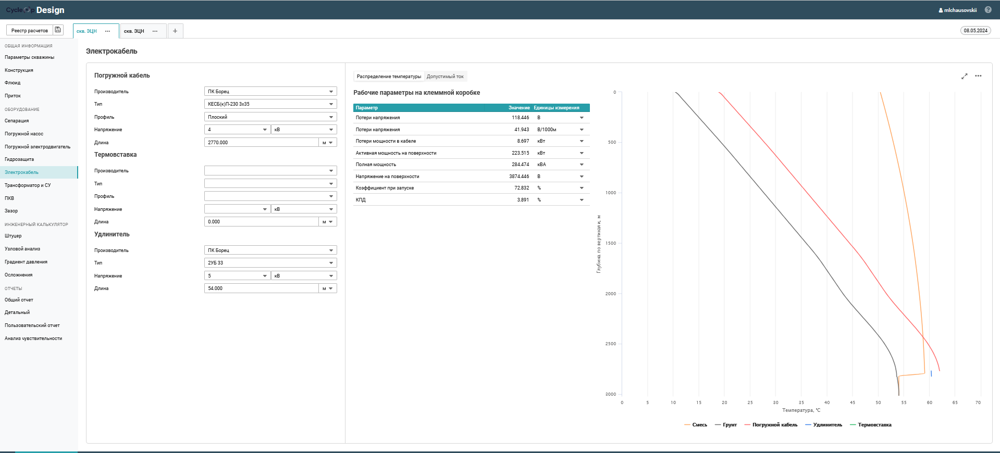 CycleOp Design
mlchausovskii
Реестр расчетов
скв. ЭЦН ...
скв. ЭЦН ...
+
08.05.2024
ОБЩАЯ ИНФОРМАЦИЯ
Параметры скважины
Конструкция
Флюид
Приток
ОБОРУДОВАНИЕ
Сепарация
Погружной насос
Погружной электродвигатель
Гидрозащита
Электрокабель
Трансформатор и СУ
ПКВ
Зазор
ИНЖЕНЕРНЫЙ КАЛЬКУЛЯТОР
Штуцер
Узловой анализ
Градиент давления
Осложнения
ОТЧЕТЫ
Общий отчет
Детальный
Пользовательский отчет
Анализ чувствительности
Электрокабель
Погружной кабель
Производитель ПК Борец
Тип КЕСБ(к)П-230 3x35
Профиль Плоский
Напряжение 4 кВ
Длина 2770.000 м
Термовставка
Производитель
Тип
Профиль
Напряжение кВ
Длина 0.000 м
Удлинитель
Производитель ПК Борец
Тип 2УБ 33
Напряжение 5 кВ
Длина 54.000 м
Распределение температуры Допустимый ток
Рабочие параметры на клеммной коробке
Параметр Значение Единицы измерения
Потери напряжения 118.446 В
Потери напряжения 41.943 В/1000м
Потери мощности в кабеле 8.697 кВт
Активная мощность на поверхности 223.515 кВт
Полная мощность 284.474 кВА
Напряжение на поверхности 3874.446 В
Коэффициент при запуске 72.832 %
КПД 3.891 %
Глубина по вертикали, м
0
500
1000
1500
2000
2500
3000
0 5 10 15 20 25 30 35 40 45 50 55 60 65 70
Температура, °C
Смесь Грунт Погружной кабель Удлинитель Термовставка